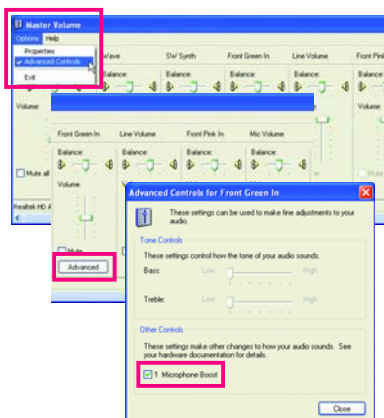 Master Volume
Options Help
Properties
Advanced Controls
Exit
Wave SW Synth Front Green In Line Volume Front Pink
Balance: Balance: Balance: Balance: Balance:
Volume:
Mute all
Realtek HD A
Front Green In Line Volume Front Pink In Mic Volume
Balance: Balance: Balance: Balance:
Volume:
Mute
Advanced
Advanced Controls for Front Green In
These settings can be used to make fine adjustments to your
audio.
Tone Controls
These settings control how the tone of your audio sounds.
Bass: Low High
Treble: Low High
Other Controls
These settings make other changes to how your audio sounds. See
your hardware documentation for details.
1 Microphone Boost
Close